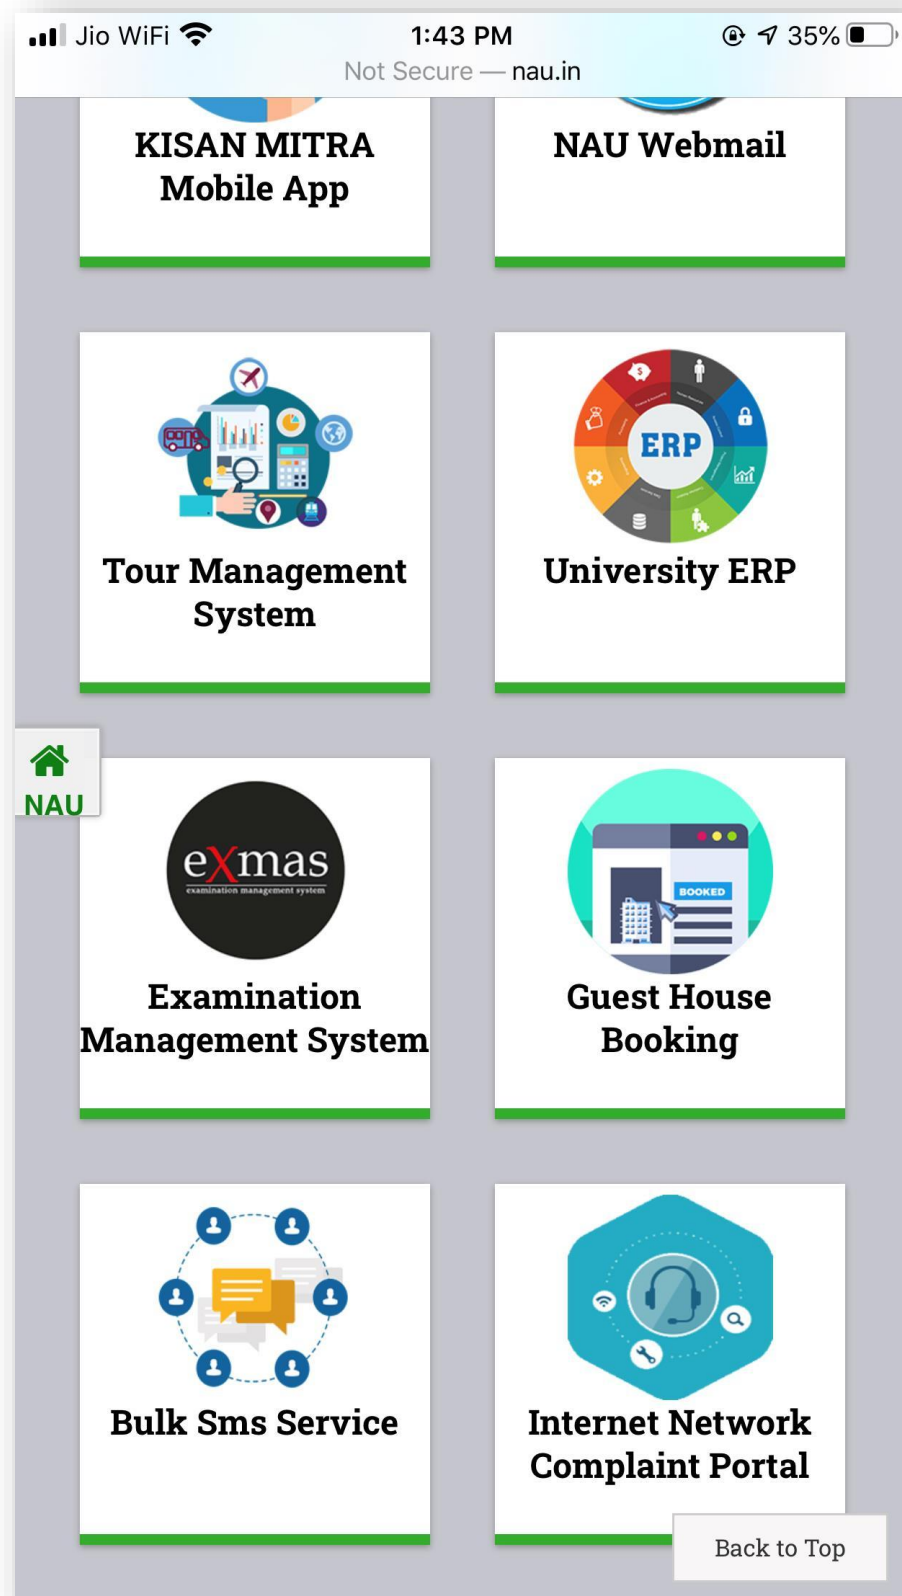 Jio WiFi 1:43 PM 35%
Not Secure — nau.in
KISAN MITRA
Mobile App
NAU Webmail
Tour Management
System
ERP
University ERP
NAU
eXmas
examination management system
Examination
Management System
BOOKED
Guest House
Booking
Bulk Sms Service
Internet Network
Complaint Portal
Back to Top